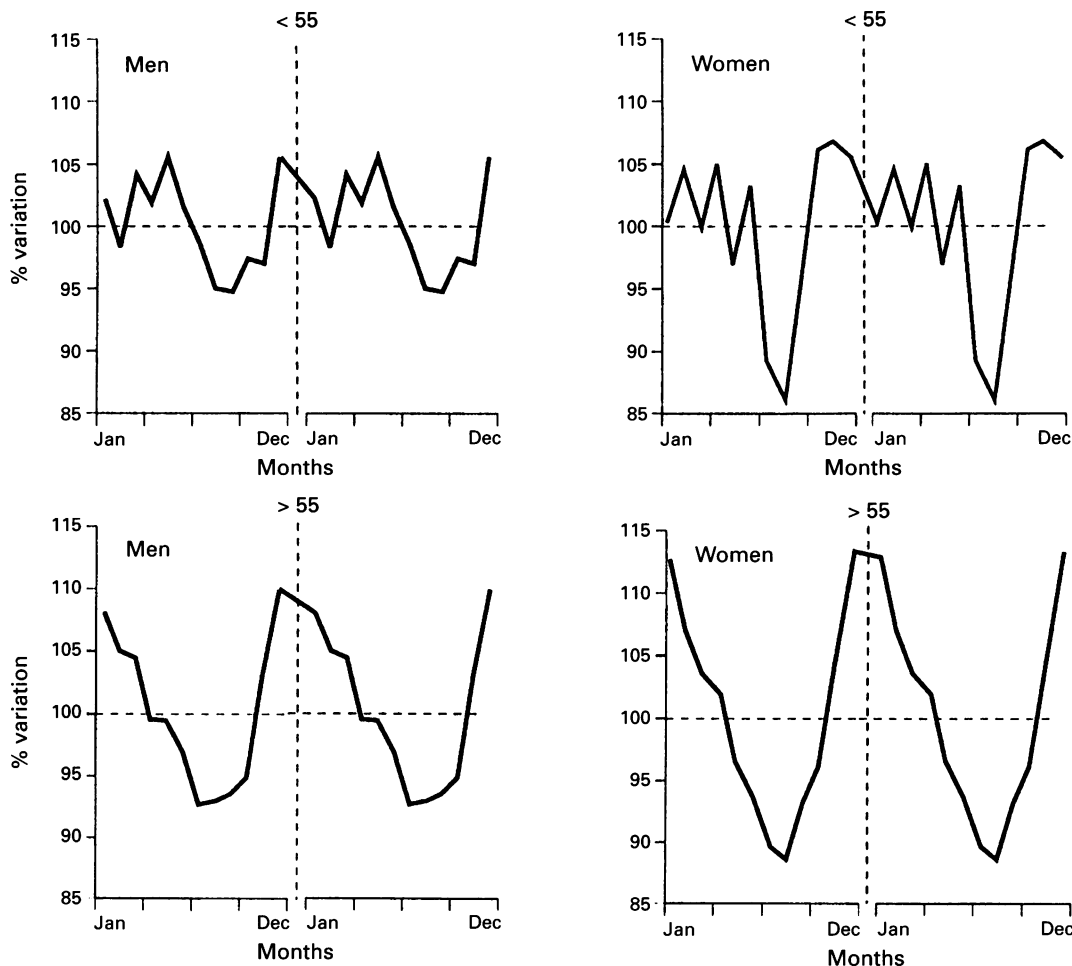 < 55
Men
115
110
105
100
95
90
85
% variation
Jan
Dec
Jan
Dec
Months
< 55
Women
115
110
105
100
95
90
85
Jan
Dec
Jan
Dec
Months
> 55
Men
115
110
105
100
95
90
85
% variation
Jan
Dec
Jan
Dec
Months
> 55
Women
115
110
105
100
95
90
85
Jan
Dec
Jan
Dec
Months